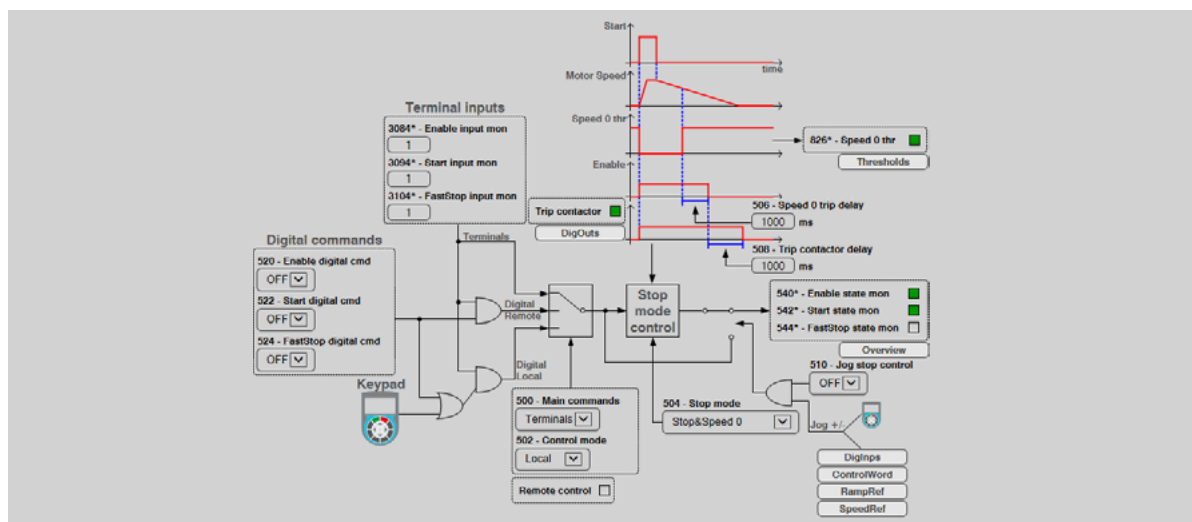 Start
time
Motor Speed
Speed 0 thr
826* - Speed 0 thr
Thresholds
Enable
Terminal inputs
3084* - Enable input mon
1
3094* - Start input mon
1
3104* - FastStop input mon
1
Trip contactor
DigOuts
506 - Speed 0 trip delay
1000 ms
508 - Trip contactor delay
1000 ms
Terminals
Digital commands
520 - Enable digital cmd
OFF
522 - Start digital cmd
OFF
524 - FastStop digital cmd
OFF
Digital
Remote
Digital
Local
Keypad
Stop
mode
control
540* - Enable state mon
542* - Start state mon
544* - FastStop state mon
Overview
510 - Jog stop control
OFF
500 - Main commands
Terminals
502 - Control mode
Local
Remote control
504 - Stop mode
Stop&Speed 0
Jog +/-
DigInps
ControlWord
RampRef
SpeedRef